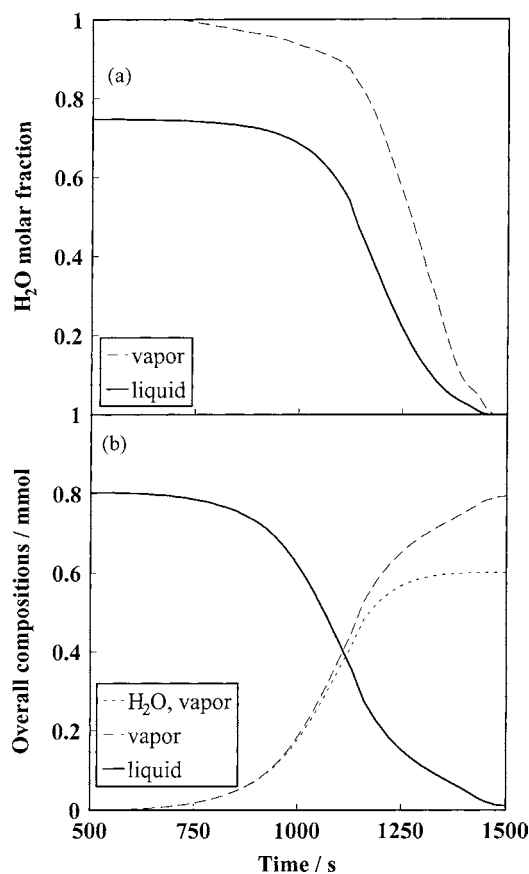 1
(a)
0.8
0.6
0.4
0.2
H₂O molar fraction
vapor
liquid
1
(b)
0.8
0.6
0.4
0.2
0
Overall compositions / mmol
H₂O, vapor
vapor
liquid
500 750 1000 1250 1500
Time / s